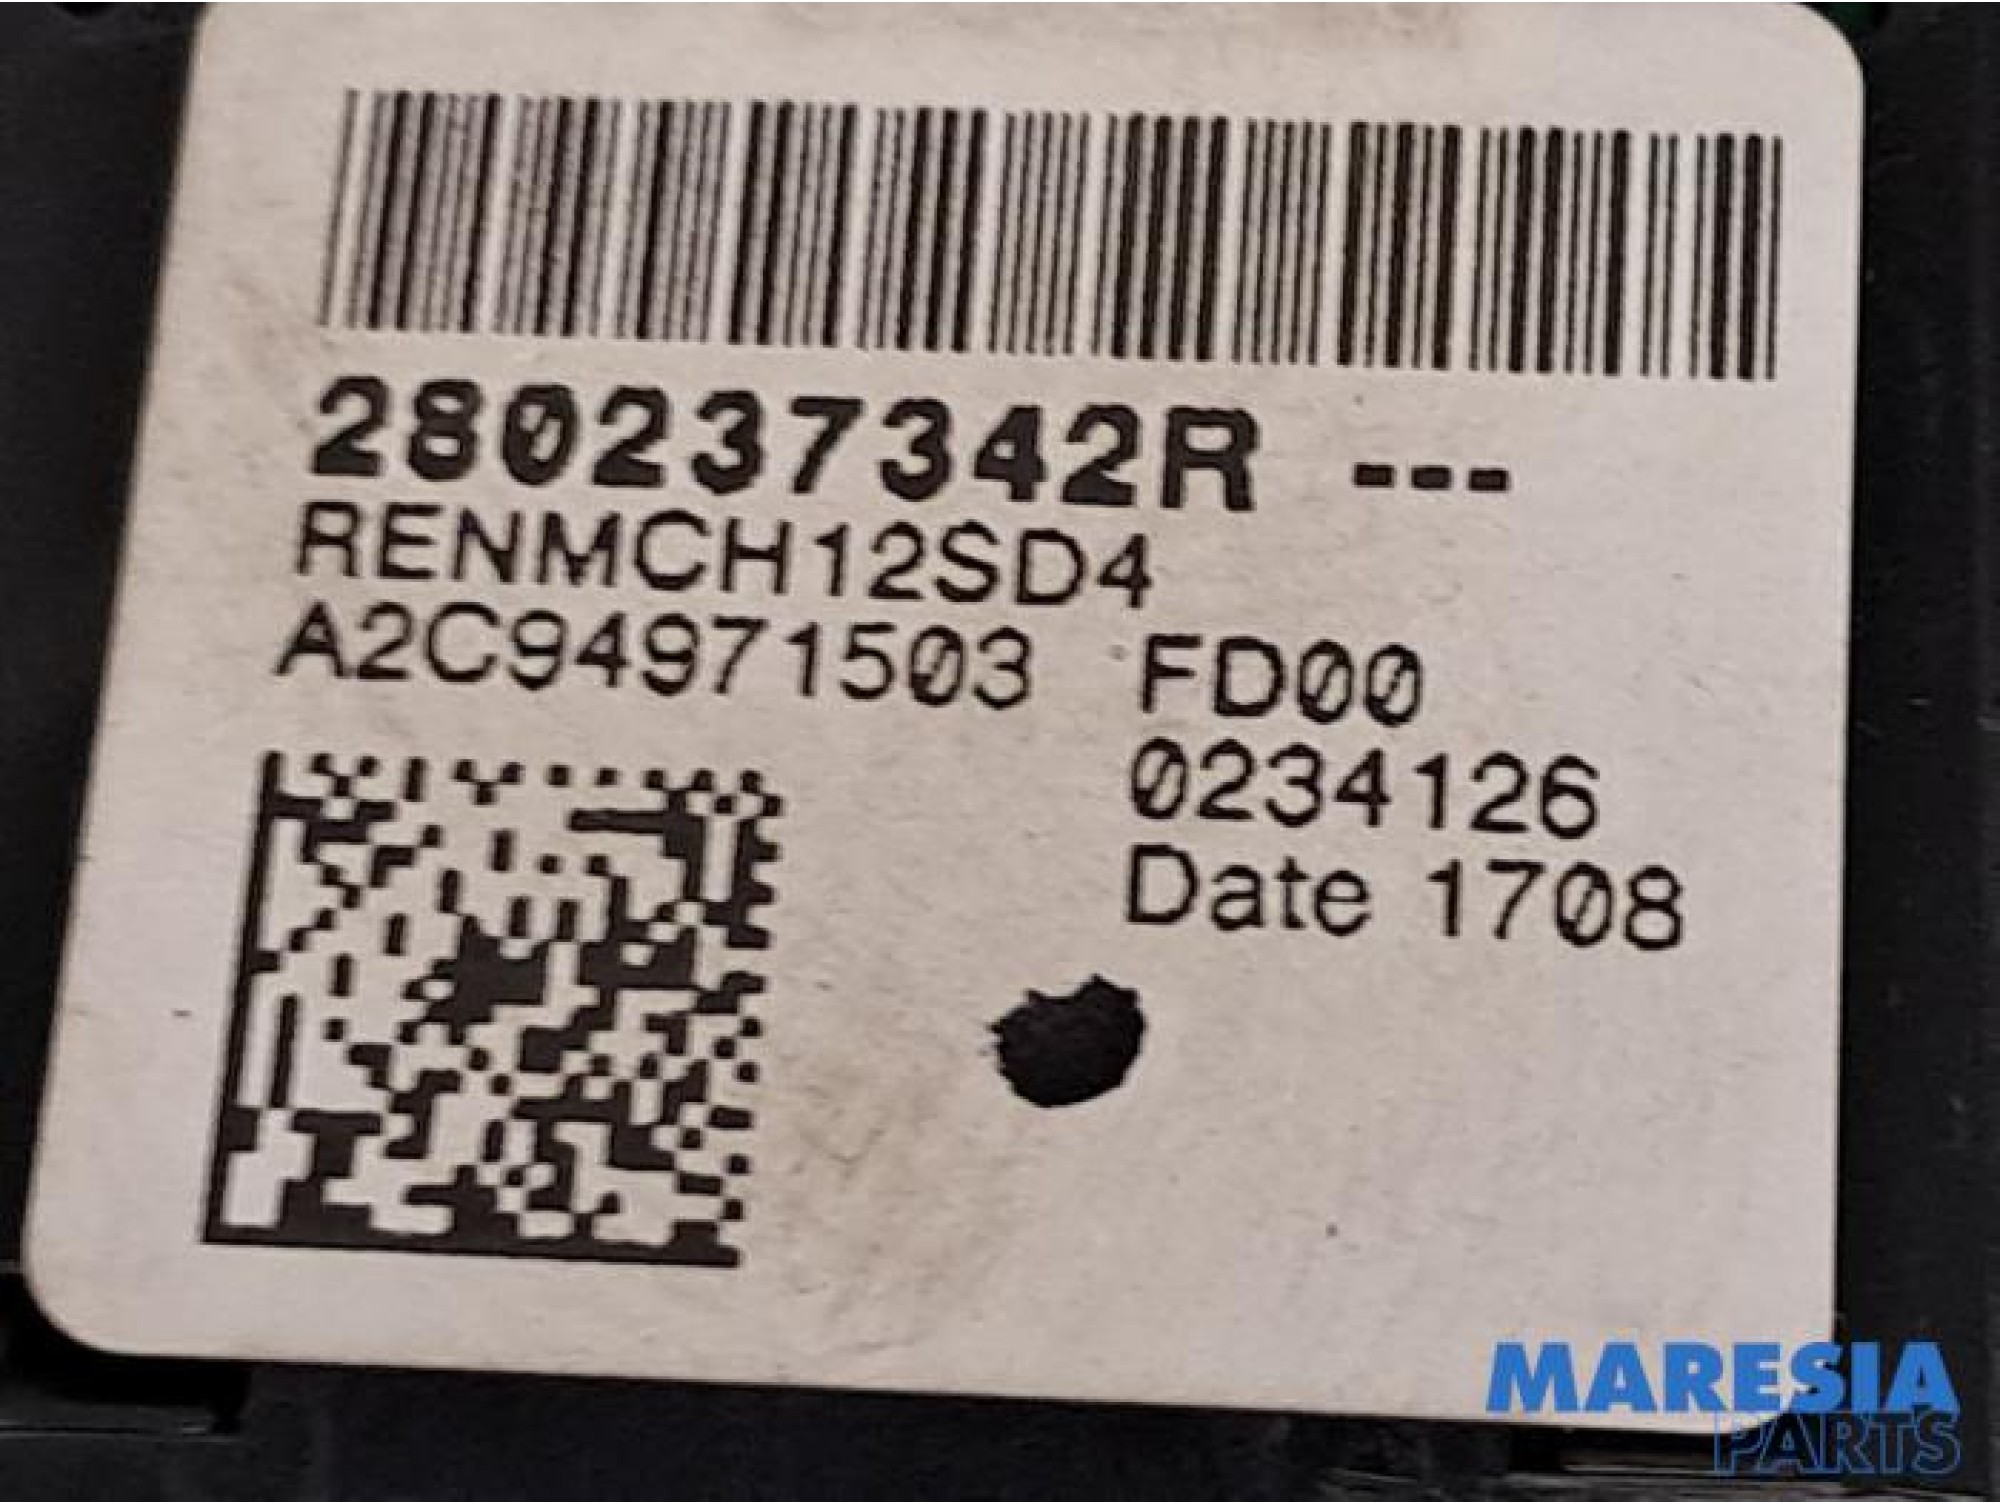 280237342R ---
RENMCH12SD4
A2C94971503 FD00
0234126
Date 1708
MARESIA
PARTS